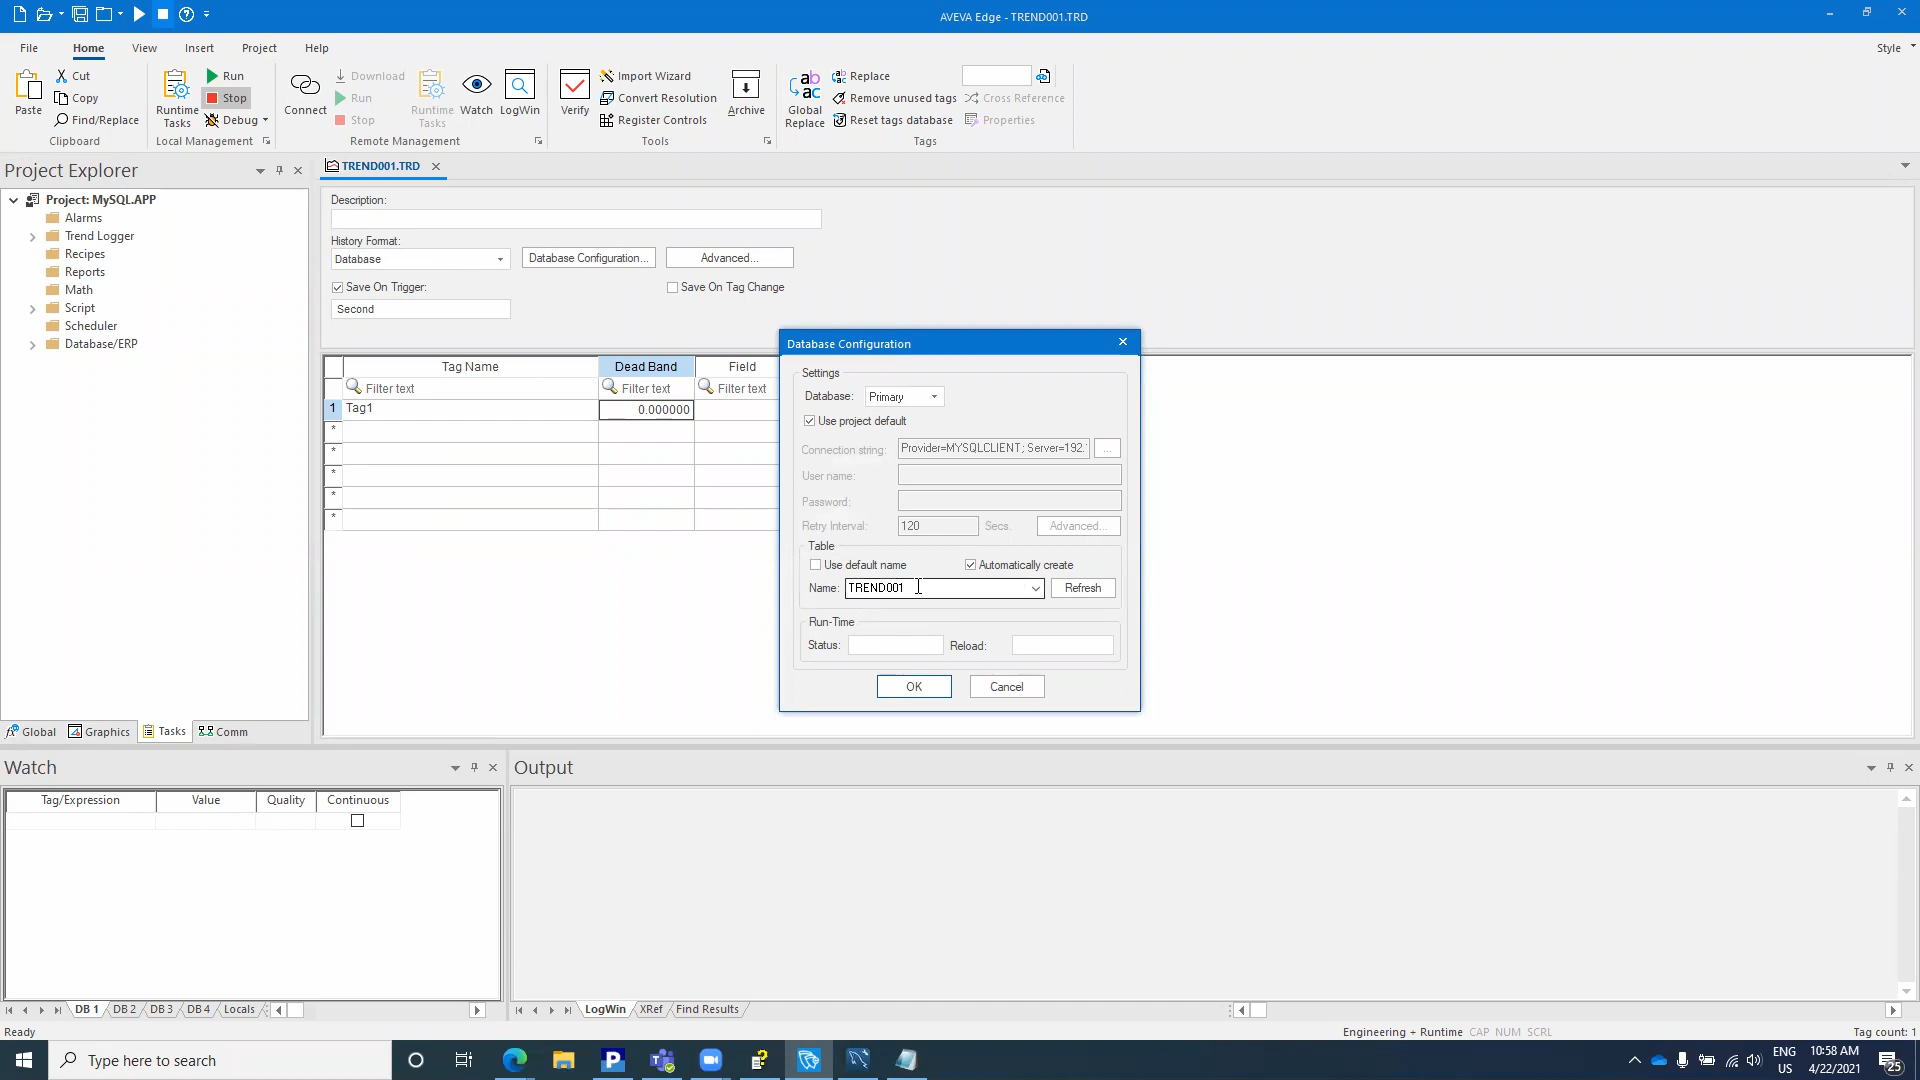 AVEVA Edge - TREND001.TRD
File
Home
View
Insert
Project
Help
Style
Paste
Cut
Copy
Find/Replace
Clipboard
Runtime
Tasks
Run
Stop
Debug
Local Management
Connect
Download
Run
Stop
Runtime
Tasks
Watch
LogWin
Remote Management
Verify
Import Wizard
Convert Resolution
Register Controls
Archive
Tools
Global
Replace
Replace
Remove unused tags
Reset tags database
Cross Reference
Properties
Tags
Project Explorer
Project: MySQL.APP
Alarms
Trend Logger
Recipes
Reports
Math
Script
Scheduler
Database/ERP
Global
Graphics
Tasks
Comm
TREND001.TRD
Description:
History Format:
Database
Database Configuration...
Advanced...
Save On Trigger:
Save On Tag Change
Second
Tag Name
Dead Band
Field
Filter text
Filter text
Filter text
1
Tag1
0.000000
*
*
*
*
*
Database Configuration
Settings
Database:
Primary
Use project default
Connection string:
Provider=MYSQLCLIENT; Server=192.
...
User name:
Password:
Retry Interval:
120
Secs.
Advanced...
Table
Use default name
Automatically create
Name:
TREND001
Refresh
Run-Time
Status:
Reload:
OK
Cancel
Watch
Tag/Expression
Value
Quality
Continuous
DB 1
DB 2
DB 3
DB 4
Locals
Output
LogWin
XRef
Find Results
Ready
Engineering + Runtime
CAP
NUM
SCRL
Tag count: 1
Type here to search
ENG
US
10:58 AM
4/22/2021
25